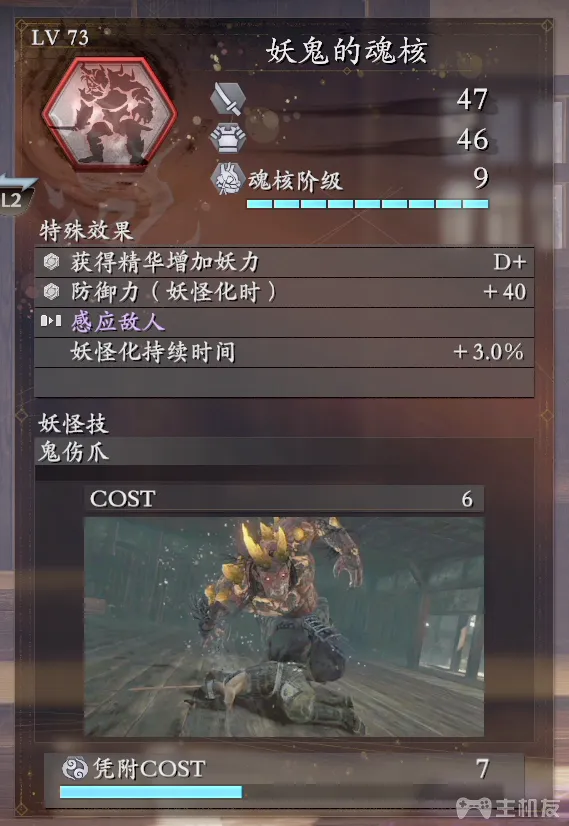 LV 73
妖鬼的魂核
47
46
魂核阶级 9
L2
特殊效果
获得精华增加妖力 D+
防御力（妖怪化时） +40
感应敌人
妖怪化持续时间 +3.0%
妖怪技
鬼伤爪
COST 6
凭附COST 7
主机友